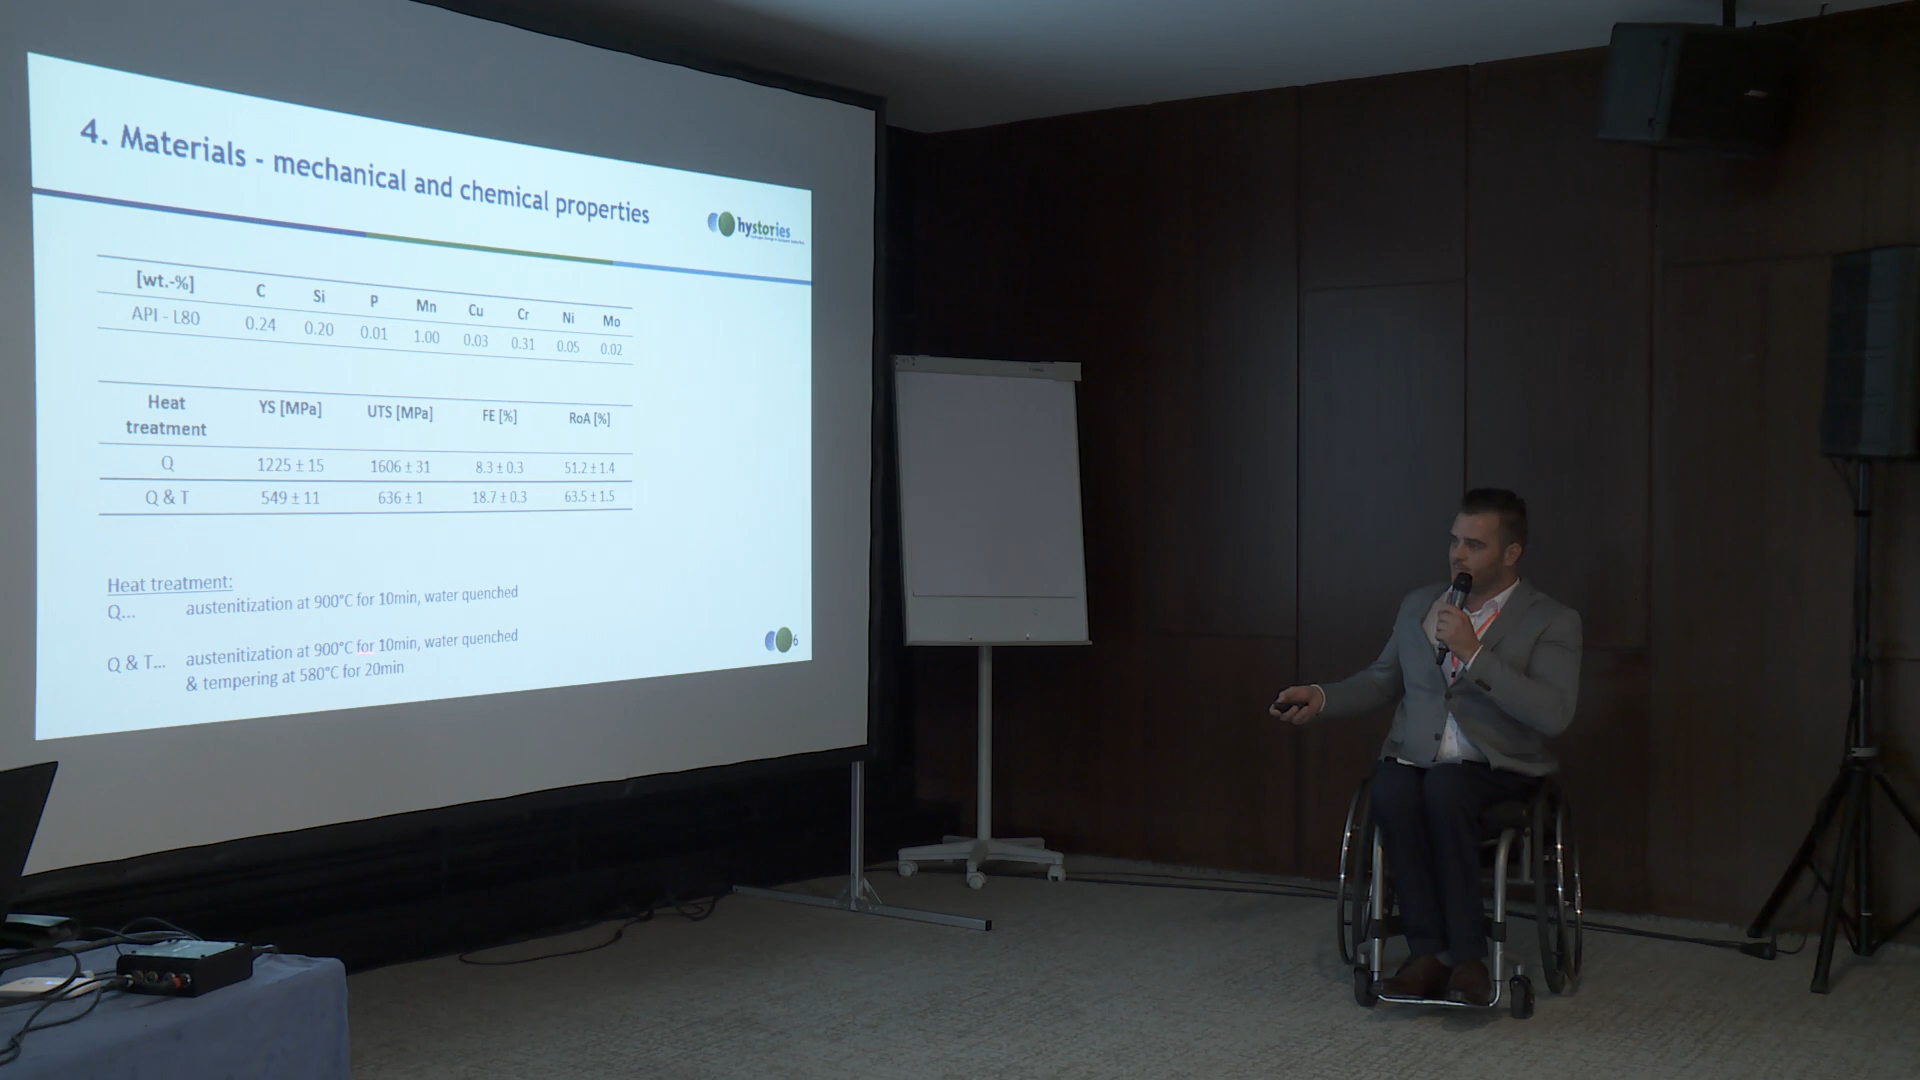 4. Materials - mechanical and chemical properties
hystories
[wt.-%] C Si P Mn Cu Cr Ni Mo
API - L80 0.24 0.20 0.01 1.00 0.03 0.31 0.05 0.02
Heat treatment YS [MPa] UTS [MPa] FE [%] RoA [%]
Q 1225 ± 15 1606 ± 31 8.3 ± 0.3 51.2 ± 1.4
Q & T 549 ± 11 636 ± 1 18.7 ± 0.3 63.5 ± 1.5
Heat treatment:
Q... austenitization at 900°C for 10min, water quenched
Q & T... austenitization at 900°C for 10min, water quenched
& tempering at 580°C for 20min
6